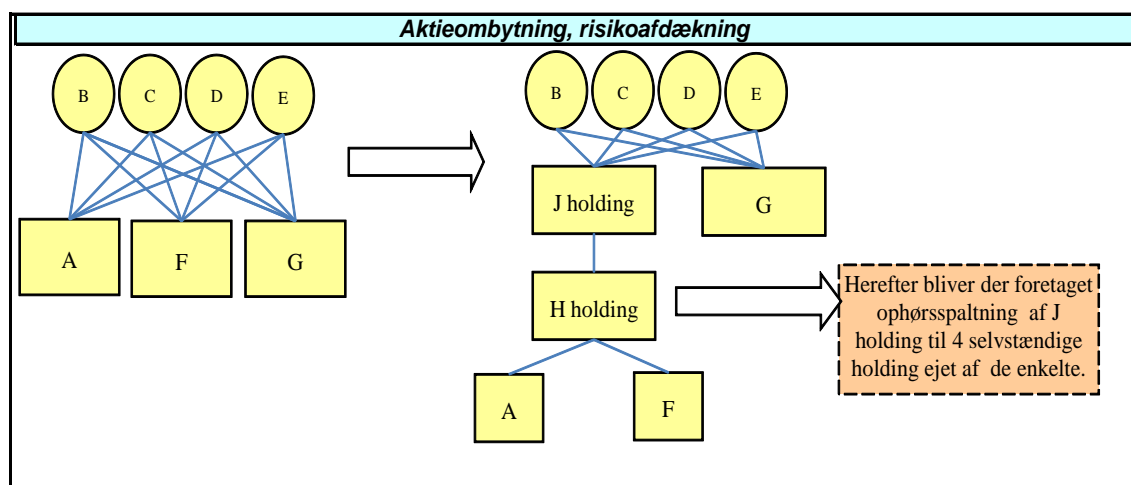 Aktieombytning, risikoafdækning
B C D E
B C D E
A F G
J holding G
H holding
A F
Herefter bliver der foretaget
ophørsspaltning af J
holding til 4 selvstændige
holding ejet af de enkelte.